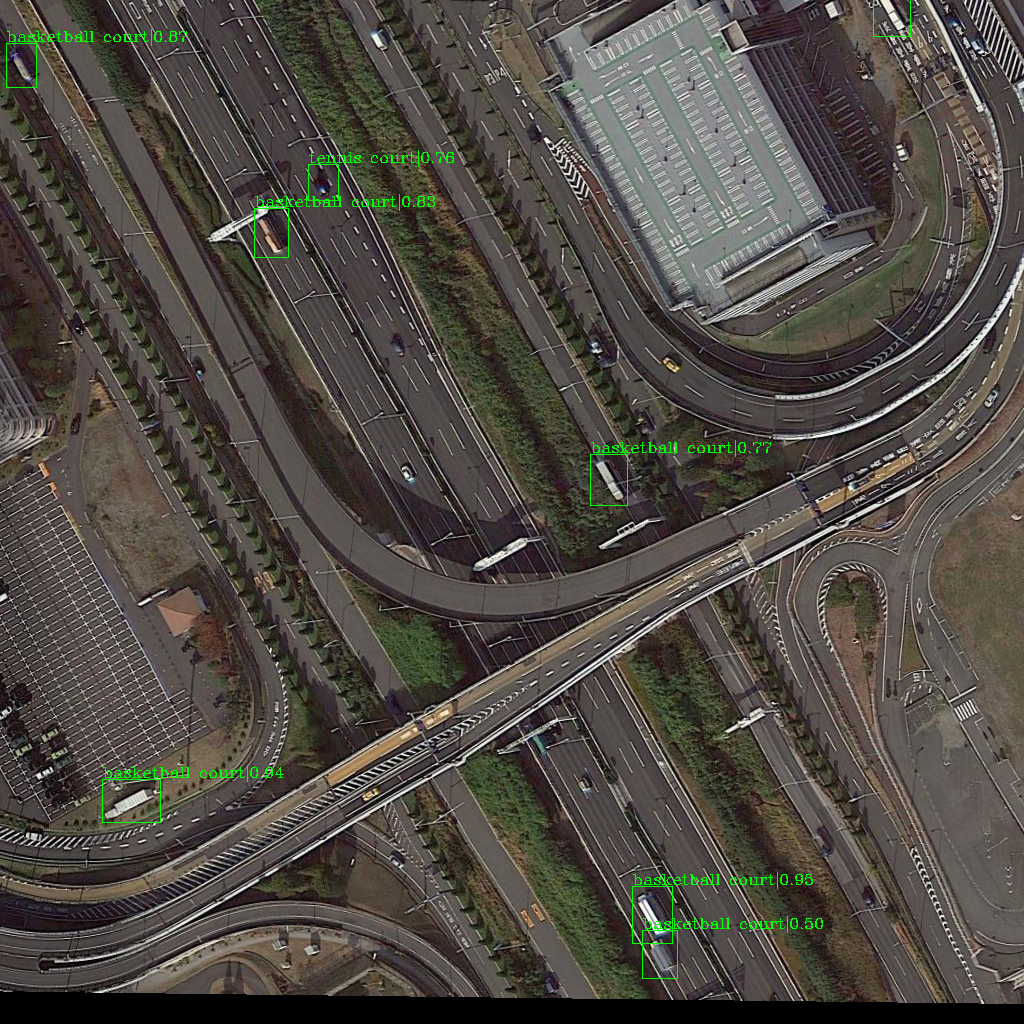 basketball court|0.87
tennis court|0.76
basketball court|0.83
basketball court|0.77
basketball court|0.94
basketball court|0.95
basketball court|0.50